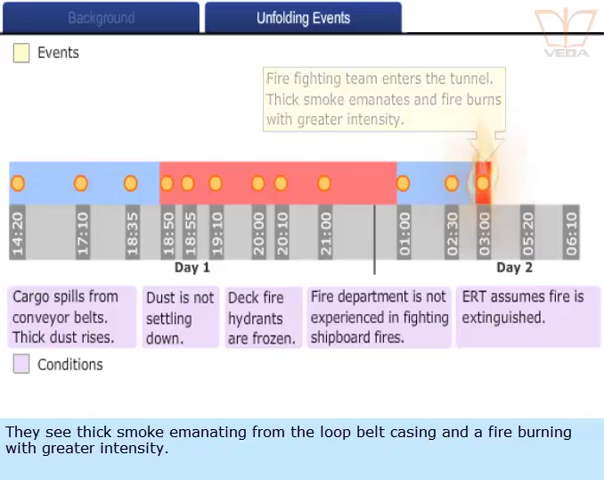 Background
Unfolding Events
VEDA
Events
Fire fighting team enters the tunnel.
Thick smoke emanates and fire burns
with greater intensity.
14:20
17:10
18:35
18:50
18:55
19:10
20:00
20:10
21:00
01:00
02:30
03:00
05:20
06:10
Day 1
Day 2
Cargo spills from
conveyor belts.
Thick dust rises.
Dust is not
settling
down.
Deck fire
hydrants
are frozen.
Fire department is not
experienced in fighting
shipboard fires.
ERT assumes fire is
extinguished.
Conditions
They see thick smoke emanating from the loop belt casing and a fire burning
with greater intensity.